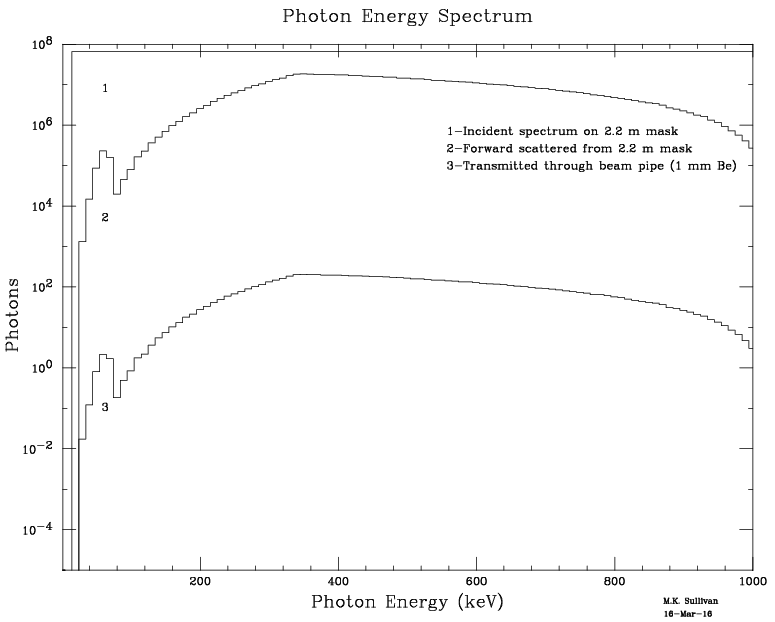 Photon Energy Spectrum
10^8
1
10^6
1-Incident spectrum on 2.2 m mask
2-Forward scattered from 2.2 m mask
3-Transmitted through beam pipe (1 mm Be)
10^4
2
10^2
Photons
10^0
3
10^-2
10^-4
200 400 600 800 1000
Photon Energy (keV)
M.K. Sullivan
16-Mar-16